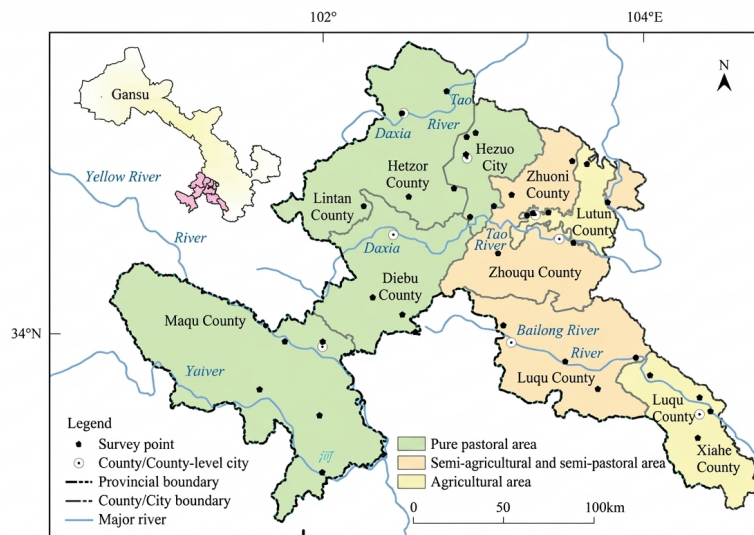 102°
104°E
N
Gansu
Tao
River
Daxia
Hezuo
City
Hetzor
County
Zhuoni
County
Yellow River
Lintan
County
Lutun
County
River
Daxia
Tao
River
Zhouqu County
Diebu
County
34°N
Maqu County
Bailong River
River
Yaiver
Luqu County
Luqu
County
Xiahe
County
河
Legend
Survey point
County/County-level city
Provincial boundary
County/City boundary
Major river
Pure pastoral area
Semi-agricultural and semi-pastoral area
Agricultural area
0 50 100km